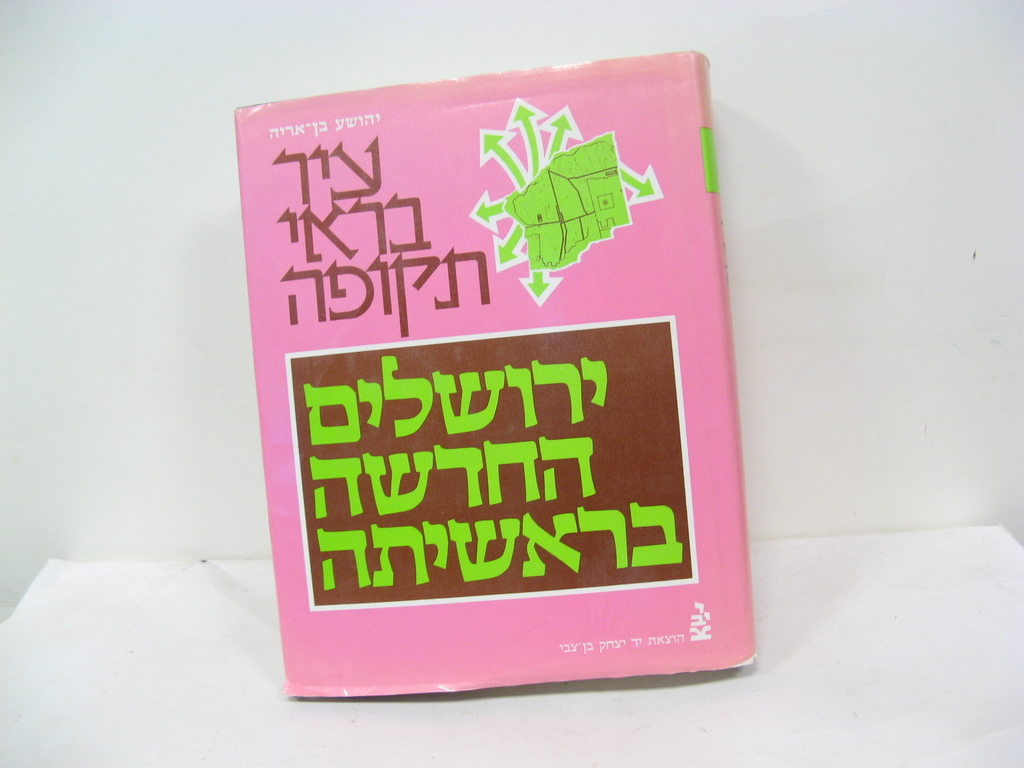 יהושע בן-אריה
עיר
בראי
תקופה
ירושלים
החדשה
בראשיתה
הוצאת יד יצחק בן-צבי